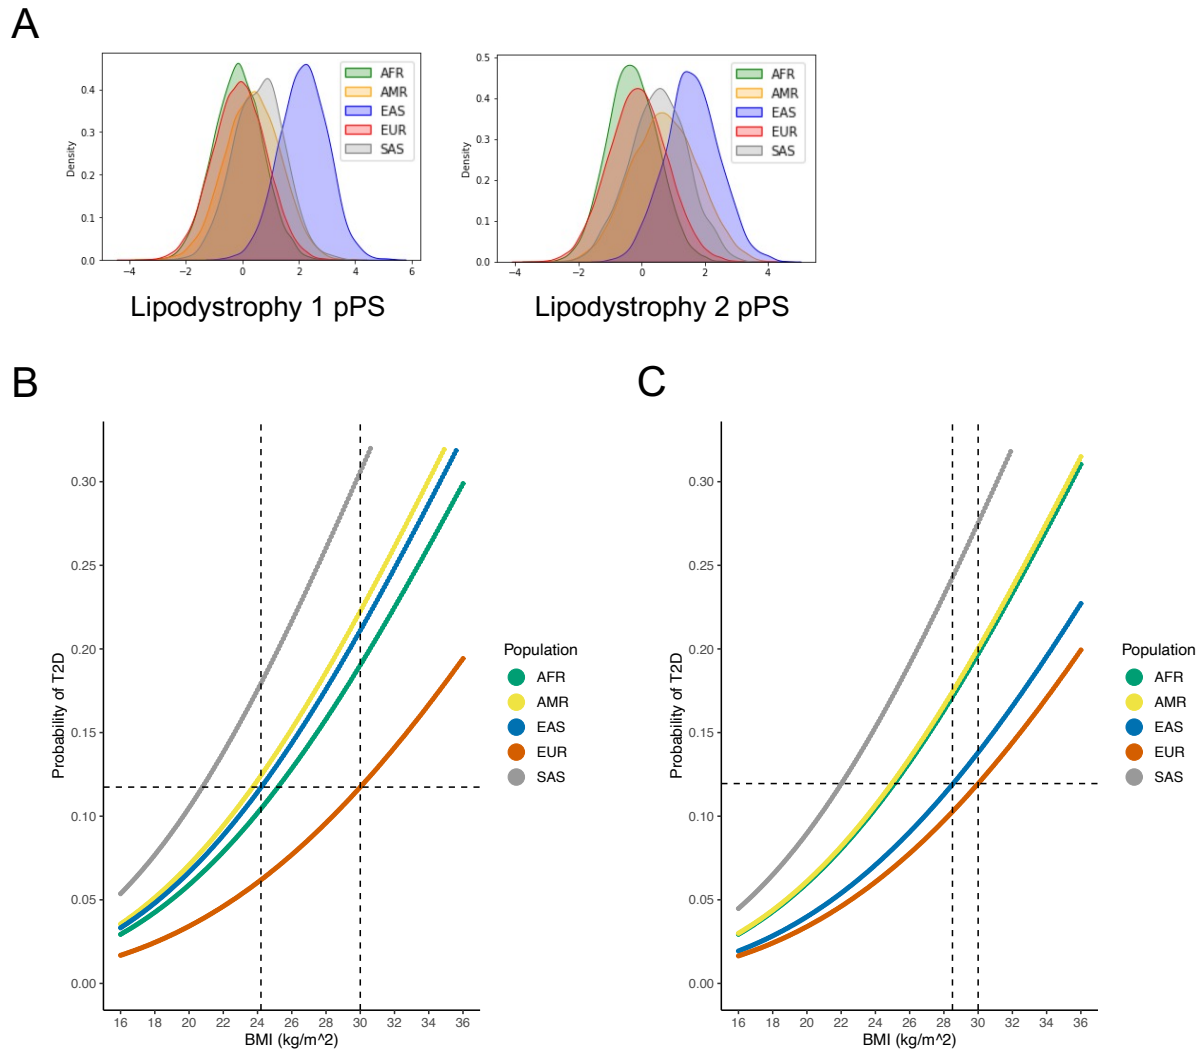 A
Density
0.0
0.1
0.2
0.3
0.4
−4
−2
0
2
4
6
AFR
AMR
EAS
EUR
SAS
Lipodystrophy 1 pPS
Density
0.0
0.1
0.2
0.3
0.4
0.5
−4
−2
0
2
4
AFR
AMR
EAS
EUR
SAS
Lipodystrophy 2 pPS
B
Probability of T2D
0.30
0.25
0.20
0.15
0.10
0.05
0.00
16 18 20 22 24 26 28 30 32 34 36
BMI (kg/m^2)
Population
AFR
AMR
EAS
EUR
SAS
C
Probability of T2D
0.30
0.25
0.20
0.15
0.10
0.05
0.00
16 18 20 22 24 26 28 30 32 34 36
BMI (kg/m^2)
Population
AFR
AMR
EAS
EUR
SAS